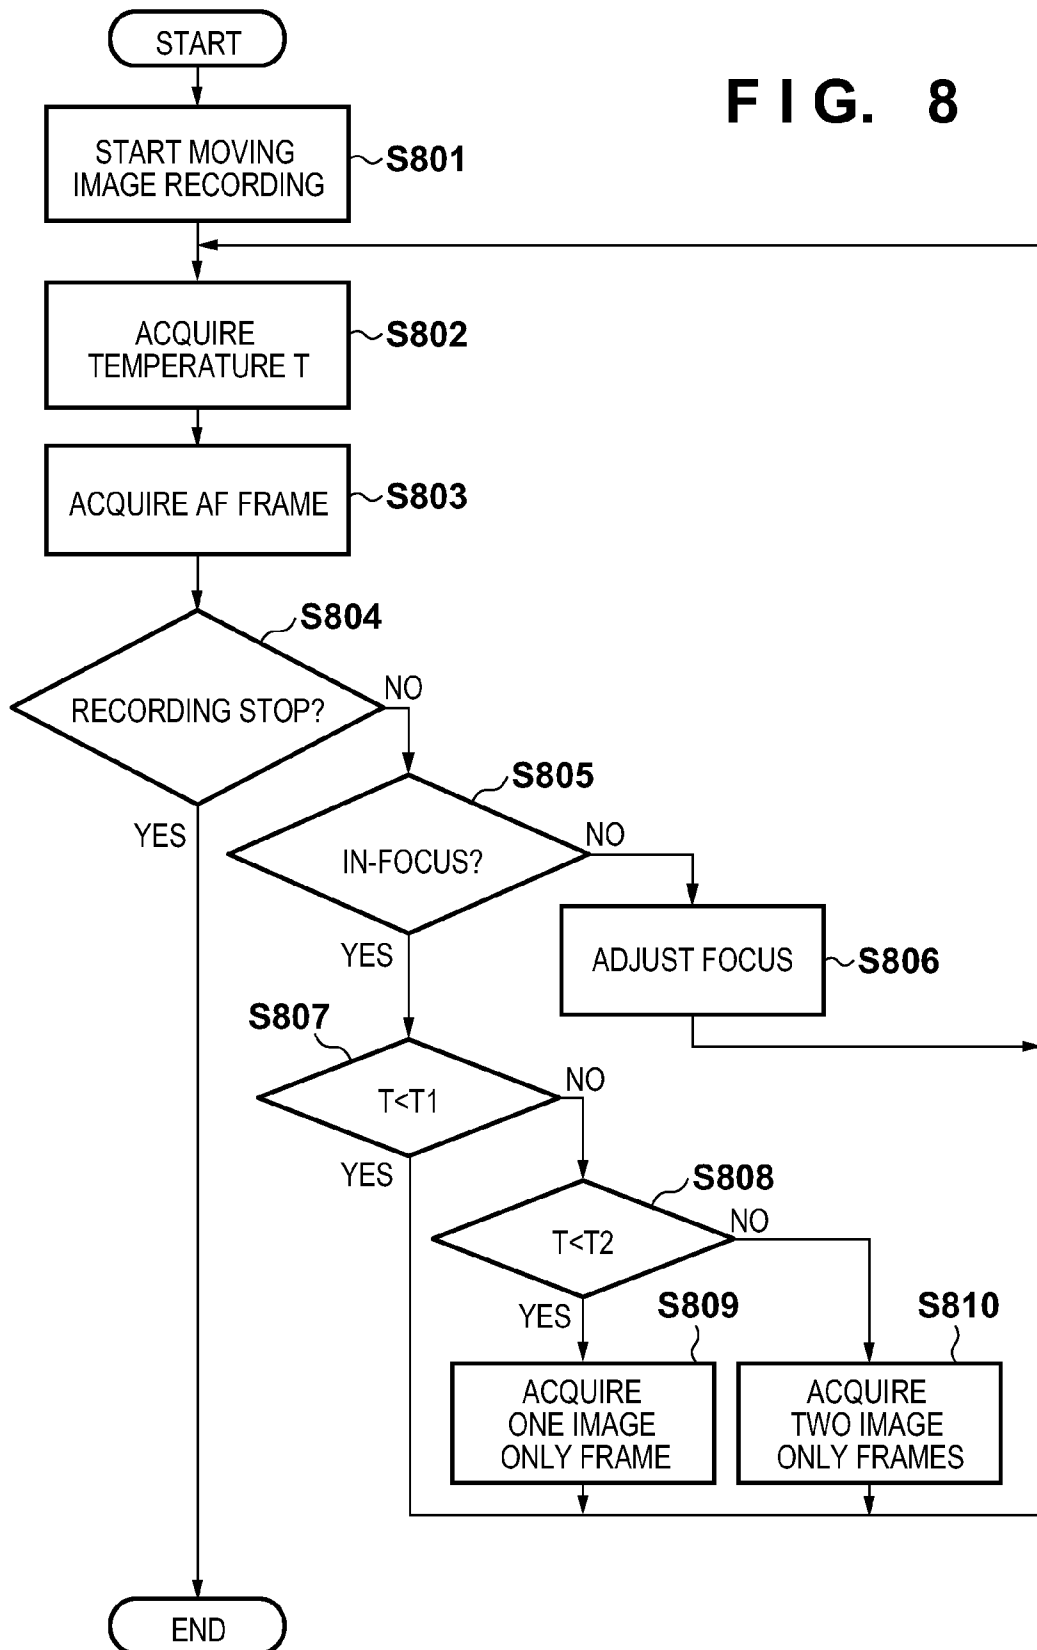 START
FIG. 8
START MOVING
IMAGE RECORDING
S801
ACQUIRE
TEMPERATURE T
S802
ACQUIRE AF FRAME
S803
S804
RECORDING STOP?
NO
YES
S805
IN-FOCUS?
NO
YES
ADJUST FOCUS
S806
S807
T<T1
NO
YES
S808
T<T2
NO
YES
S809
ACQUIRE
ONE IMAGE
ONLY FRAME
S810
ACQUIRE
TWO IMAGE
ONLY FRAMES
END